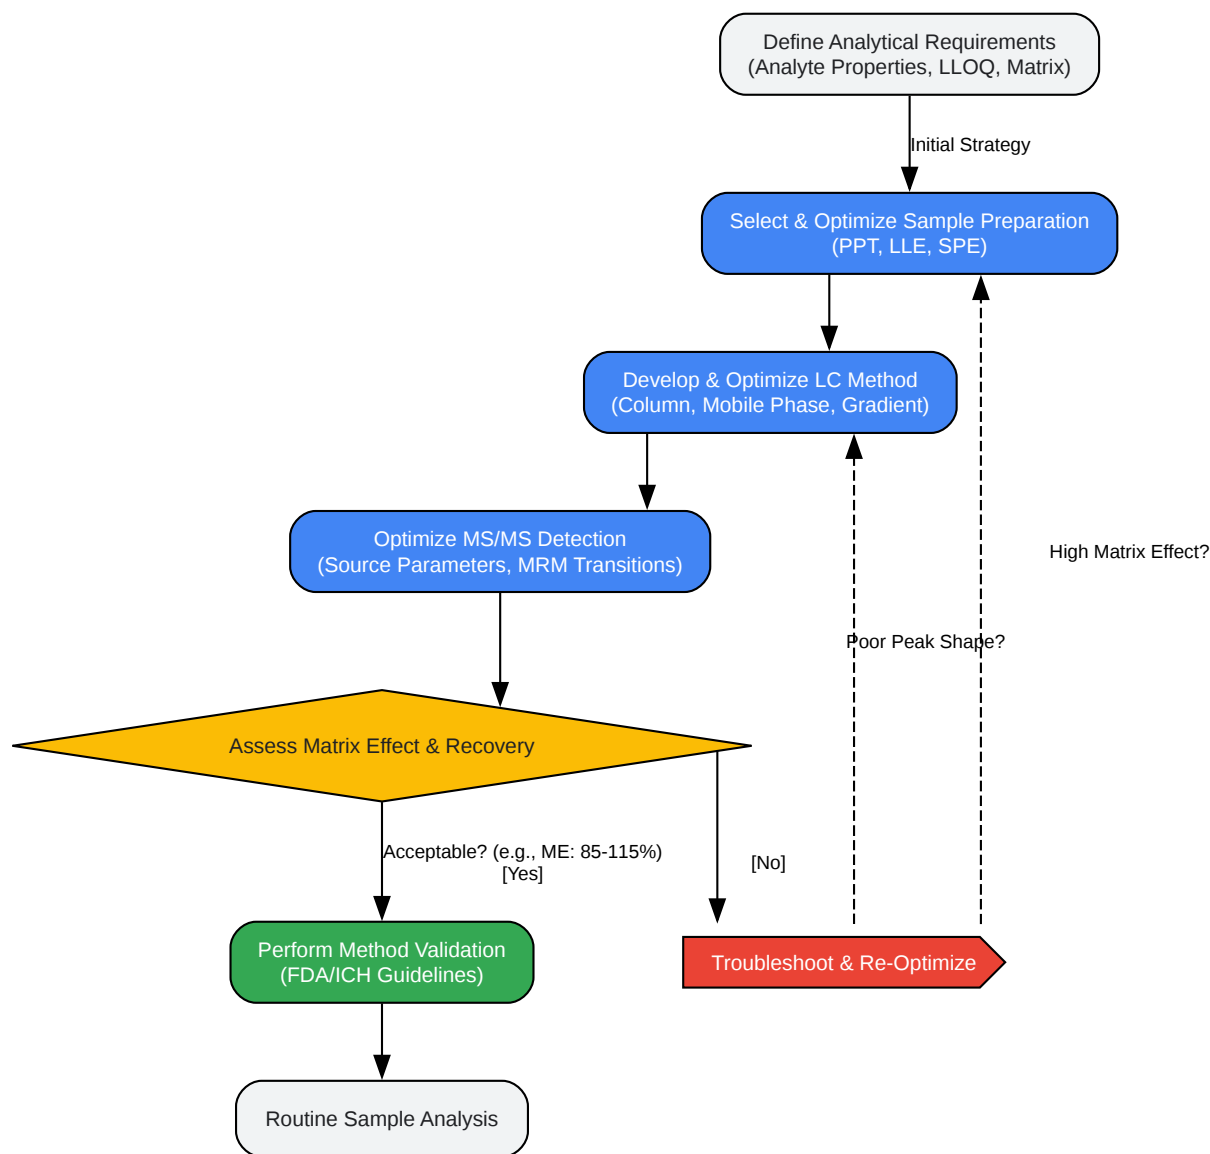 Define Analytical Requirements
(Analyte Properties, LLOQ, Matrix)
Initial Strategy
Select & Optimize Sample Preparation
(PPT, LLE, SPE)
Develop & Optimize LC Method
(Column, Mobile Phase, Gradient)
Optimize MS/MS Detection
(Source Parameters, MRM Transitions)
High Matrix Effect?
Poor Peak Shape?
Assess Matrix Effect & Recovery
Acceptable? (e.g., ME: 85-115%)
[Yes]
[No]
Perform Method Validation
(FDA/ICH Guidelines)
Troubleshoot & Re-Optimize
Routine Sample Analysis